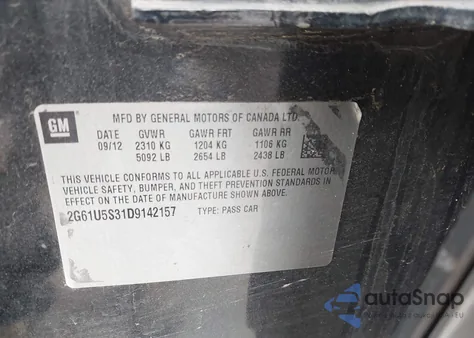 GM
MFD BY GENERAL MOTORS OF CANADA LTD.
DATE GVWR GAWR FRT GAWR RR
09/12 2310 KG 1204 KG 1106 KG
5092 LB 2654 LB 2438 LB
THIS VEHICLE CONFORMS TO ALL APPLICABLE U.S. FEDERAL MOTOR
VEHICLE SAFETY, BUMPER, AND THEFT PREVENTION STANDARDS IN
EFFECT ON THE DATE OF MANUFACTURE SHOWN ABOVE.
2G61U5S31D9142157 TYPE: PASS CAR
autoSnap